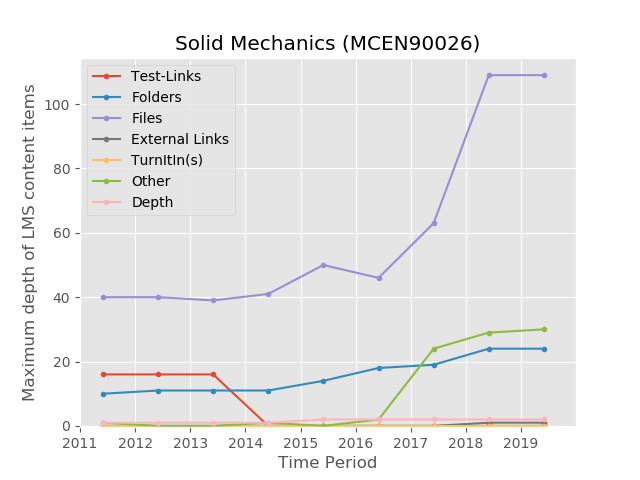 Solid Mechanics (MCEN90026)
Test-Links
Folders
Files
External Links
TurnItIn(s)
Other
Depth
Maximum depth of LMS content items
100
80
60
40
20
0
2011 2012 2013 2014 2015 2016 2017 2018 2019
Time Period